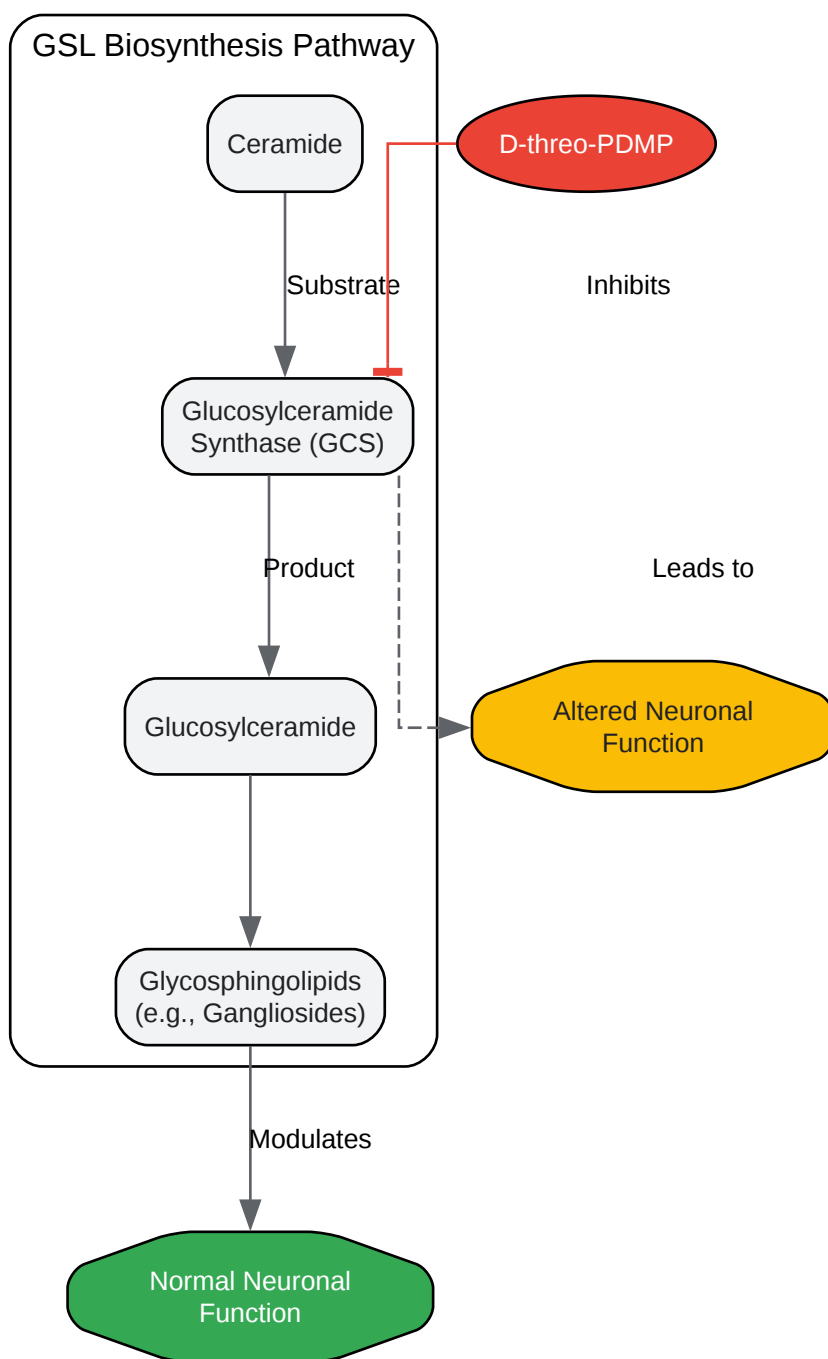 GSL Biosynthesis Pathway
Ceramide
D-threo-PDMP
Substrate
Inhibits
Glucosylceramide
Synthase (GCS)
Product
Leads to
Glucosylceramide
Altered Neuronal
Function
Glycosphingolipids
(e.g., Gangliosides)
Modulates
Normal Neuronal
Function